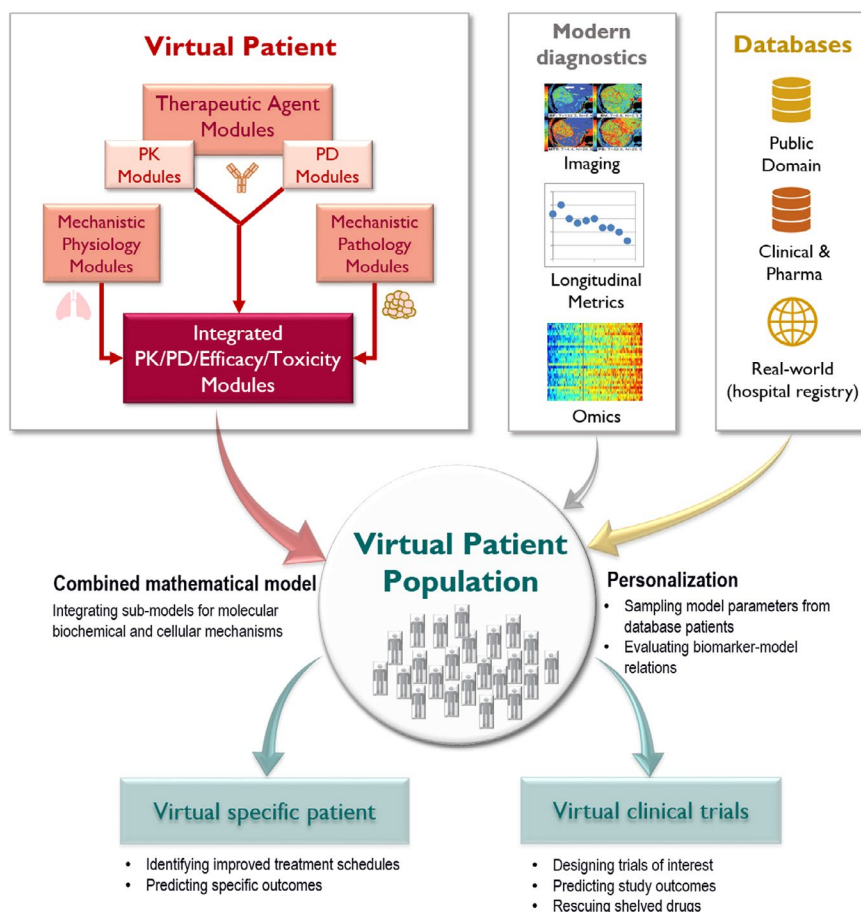 Virtual Patient
Therapeutic Agent
Modules
PK
Modules
PD
Modules
Mechanistic
Physiology
Modules
Mechanistic
Pathology
Modules
Integrated
PK/PD/Efficacy/Toxicity
Modules
Modern
diagnostics
Imaging
Longitudinal
Metrics
Omics
Databases
Public
Domain
Clinical &
Pharma
Real-world
(hospital registry)
Virtual Patient
Population
Combined mathematical model
Integrating sub-models for molecular
biochemical and cellular mechanisms
Personalization
• Sampling model parameters from
database patients
• Evaluating biomarker-model
relations
Virtual specific patient
• Identifying improved treatment schedules
• Predicting specific outcomes
Virtual clinical trials
• Designing trials of interest
• Predicting study outcomes
• Rescuing shelved drugs